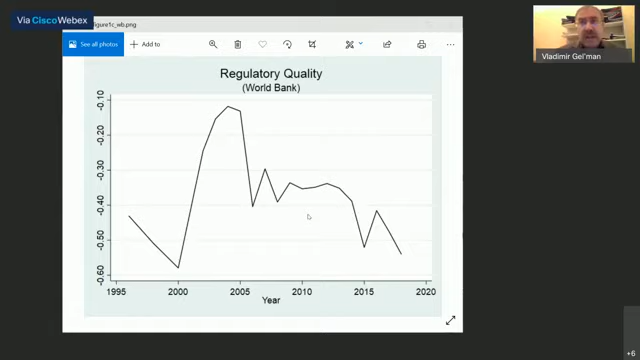 Via Cisco Webex
figure1c_wb.png
See all photos
Add to
Regulatory Quality
(World Bank)
-0.10
-0.20
-0.30
-0.40
-0.50
-0.60
1995
2000
2005
2010
2015
2020
Year
Vladimir Gel'man
+6